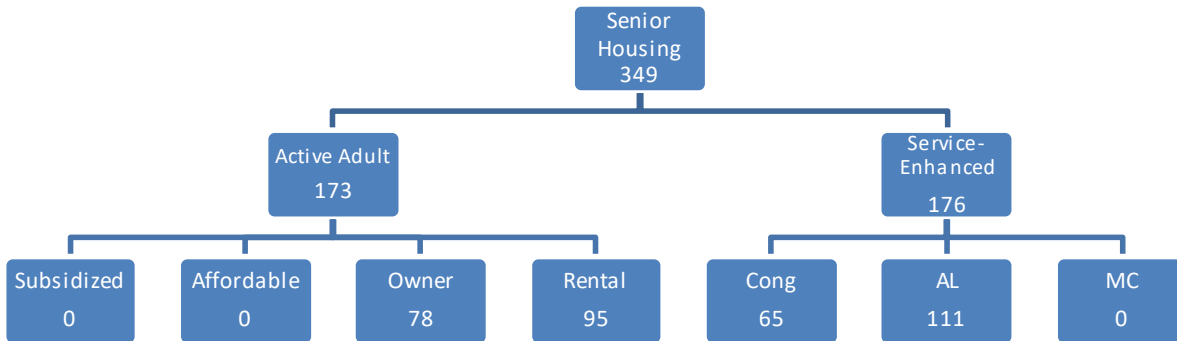 Senior
Housing
349
Active Adult
173
Service-
Enhanced
176
Subsidized
0
Affordable
0
Owner
78
Rental
95
Cong
65
AL
111
MC
0